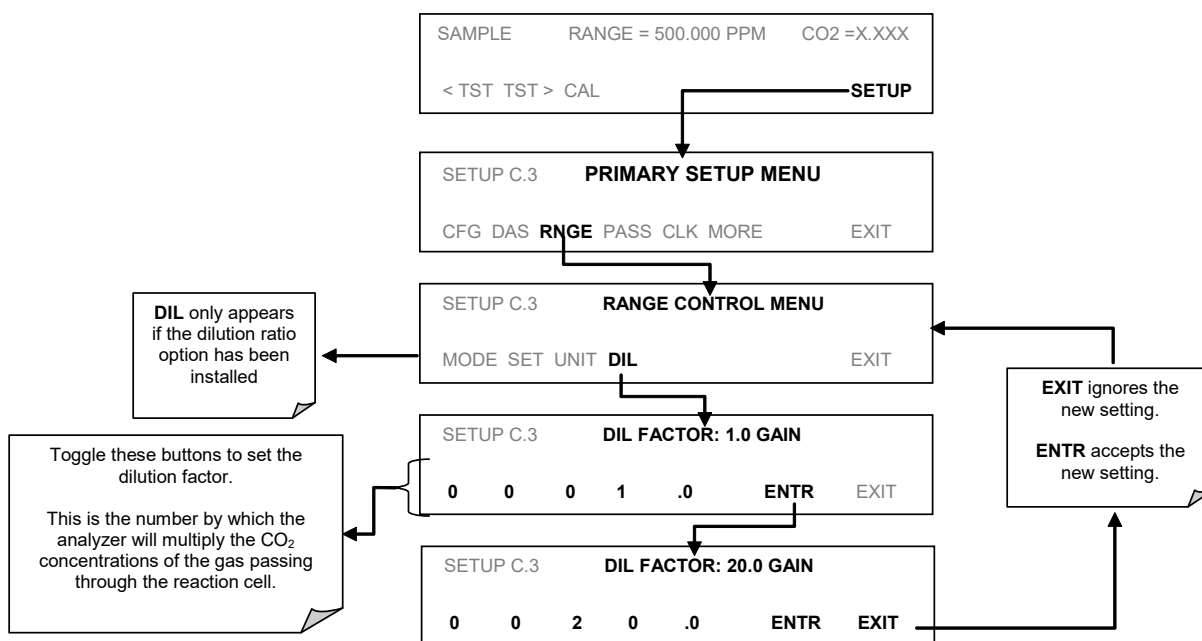 SAMPLE RANGE = 500.000 PPM CO2 =X.XXX
< TST TST > CAL SETUP
SETUP C.3 PRIMARY SETUP MENU
CFG DAS RNGE PASS CLK MORE EXIT
SETUP C.3 RANGE CONTROL MENU
MODE SET UNIT DIL EXIT
DIL only appears
if the dilution ratio
option has been
installed
EXIT ignores the
new setting.
ENTR accepts the
new setting.
SETUP C.3 DIL FACTOR: 1.0 GAIN
0 0 0 1 .0 ENTR EXIT
Toggle these buttons to set the
dilution factor.
This is the number by which the
analyzer will multiply the CO₂
concentrations of the gas passing
through the reaction cell.
SETUP C.3 DIL FACTOR: 20.0 GAIN
0 0 2 0 .0 ENTR EXIT